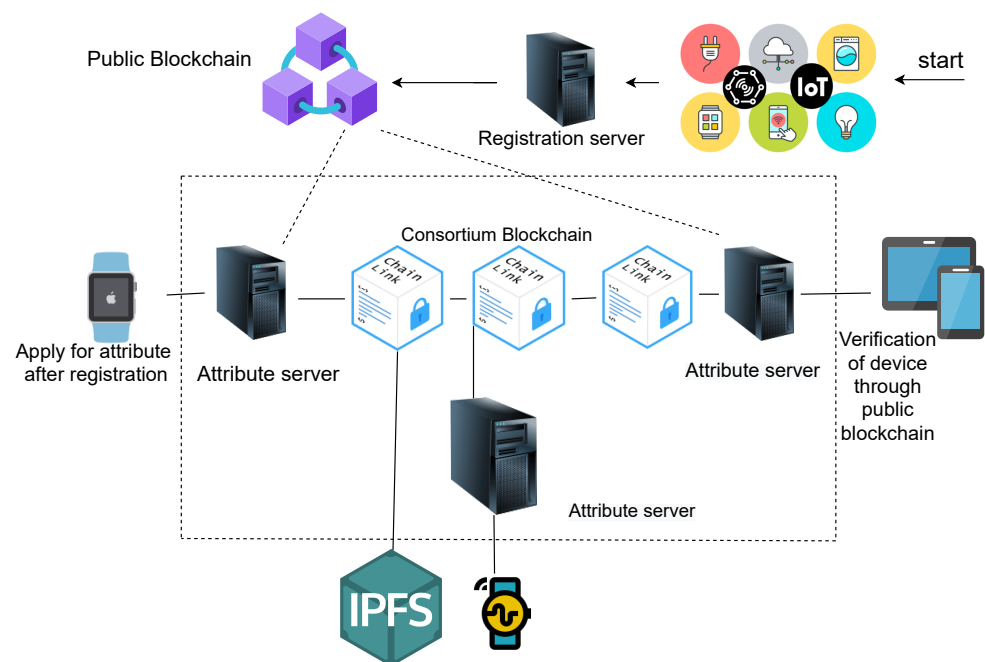 Public Blockchain
start
IoT
Registration server
Consortium Blockchain
Chain
Link
Chain
Link
Chain
Link
</>
</>
</>
Apply for attribute
after registration
Attribute server
Attribute server
Verification
of device
through
public
blockchain
Attribute server
IPFS